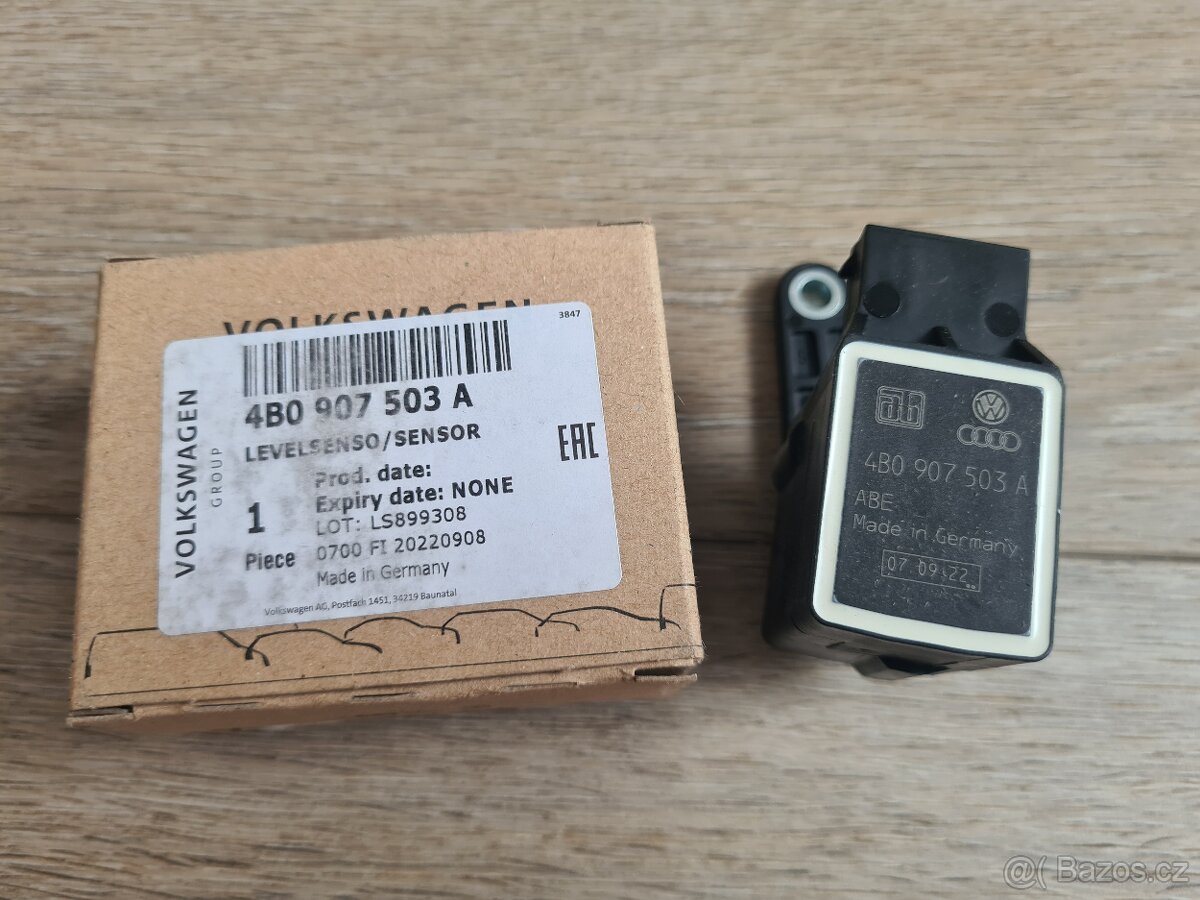 VOLKSWAGEN
3847
4B0 907 503 A
LEVELSENSO/SENSOR
EAC
Prod. date:
Expiry date: NONE
1
LOT: LS899308
Piece
0700 FI 20220908
Made in Germany
Volkswagen AG, Postfach 1451, 34219 Baunatal
VOLKSWAGEN
GROUP
ab
VW
4B0 907 503 A
ABE
Made in Germany
07 09 22
@( Bazos.cz